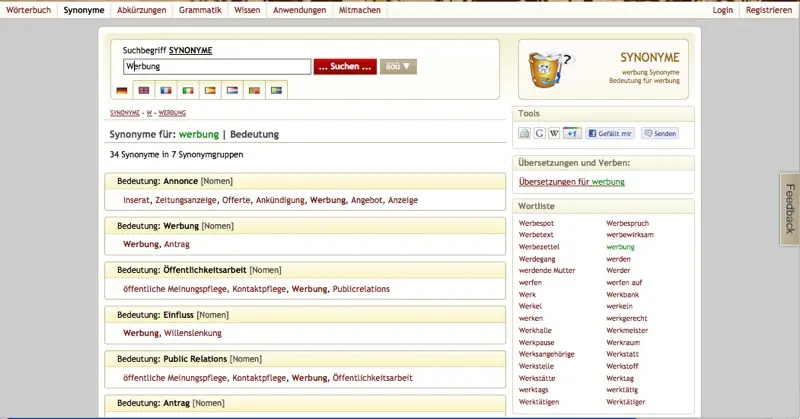 Wörterbuch Synonyme Abkürzungen Grammatik Wissen Anwendungen Mitmachen Login Registrieren
Suchbegriff SYNONYME
Werbung ... Suchen ... äöü ▼
SYNONYME - W - WERBUNG
Synonyme für: werbung | Bedeutung
34 Synonyme in 7 Synonymgruppen
Bedeutung: Annonce [Nomen]
Inserat, Zeitungsanzeige, Offerte, Ankündigung, Werbung, Angebot, Anzeige
Bedeutung: Werbung [Nomen]
Werbung, Antrag
Bedeutung: Öffentlichkeitsarbeit [Nomen]
öffentliche Meinungspflege, Kontaktpflege, Werbung, Publicrelations
Bedeutung: Einfluss [Nomen]
Werbung, Willenslenkung
Bedeutung: Public Relations [Nomen]
öffentliche Meinungspflege, Kontaktpflege, Werbung, Öffentlichkeitsarbeit
Bedeutung: Antrag [Nomen]
?
SYNONYME
werbung Synonyme
Bedeutung für werbung
Tools
G W +1 Gefällt mir Senden
Übersetzungen und Verben:
Übersetzungen für werbung
Wortliste
Werbespot Werbespruch
Werbetext werbewirksam
Werbezettel werbung
Werdegang werden
werdende Mutter Werder
werfen werfen auf
Werk Werkbank
Werkel werkeln
werken werkgerecht
Werkhalle Werkmeister
Werkpause Werkraum
Werksangehörige Werkstatt
Werkstelle Werkstoff
Werkstätte Werktag
werktags werktätig
Werktätigen Werktätiger
Feedback